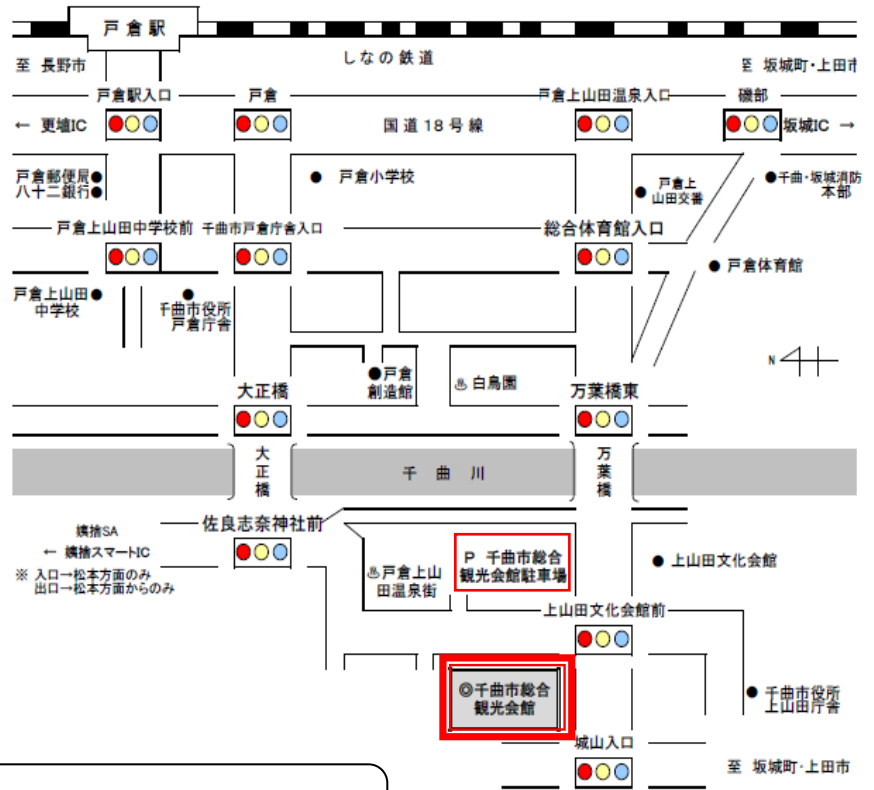 戸倉駅
しなの鉄道
至 長野市
至 坂城町・上田市
戸倉駅入口
戸倉
戸倉上山田温泉入口
磯部
← 更埴IC
国道18号線
坂城IC →
戸倉郵便局●
八十二銀行●
● 戸倉小学校
● 戸倉上
山田交番
●千曲・坂城消防
本部
戸倉上山田中学校前
千曲市戸倉庁舎入口
総合体育館入口
● 戸倉体育館
戸倉上山田●
中学校
●
千曲市役所
戸倉庁舎
N
●戸倉
創造館
♨ 白鳥園
大正橋
万葉橋東
大正橋
千曲川
万葉橋
姨捨SA
← 姨捨スマートIC
※ 入口→松本方面のみ
出口→松本方面からのみ
佐良志奈神社前
♨戸倉上山
田温泉街
P 千曲市総合
観光会館駐車場
● 上山田文化会館
上山田文化会館前
◎千曲市総合
観光会館
● 千曲市役所
上山田庁舎
城山入口
至 坂城町・上田市